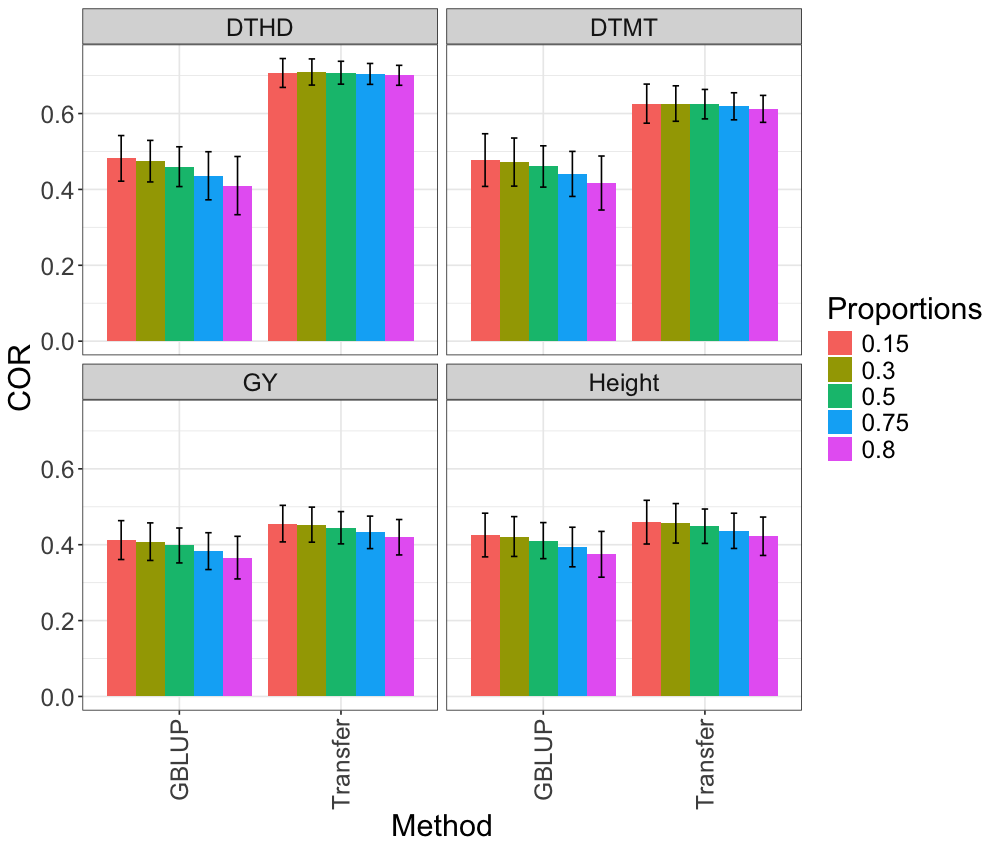 DTHD
DTMT
0.6
0.4
0.2
0.0
GY
Height
0.6
0.4
0.2
0.0
COR
GBLUP
Transfer
GBLUP
Transfer
Method
Proportions
0.15
0.3
0.5
0.75
0.8